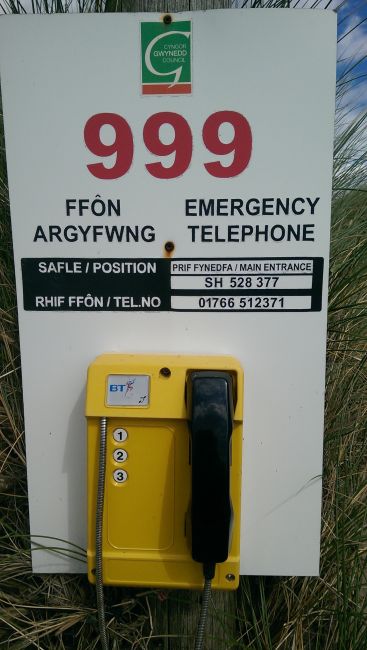 CYNGOR
GWYNEDD
COUNCIL
999
FFÔN ARGYFWNG
EMERGENCY TELEPHONE
SAFLE / POSITION
PRIF FYNEDFA / MAIN ENTRANCE
SH 528 377
RHIF FFÔN / TEL.NO
01766 512371
BT
1
2
3